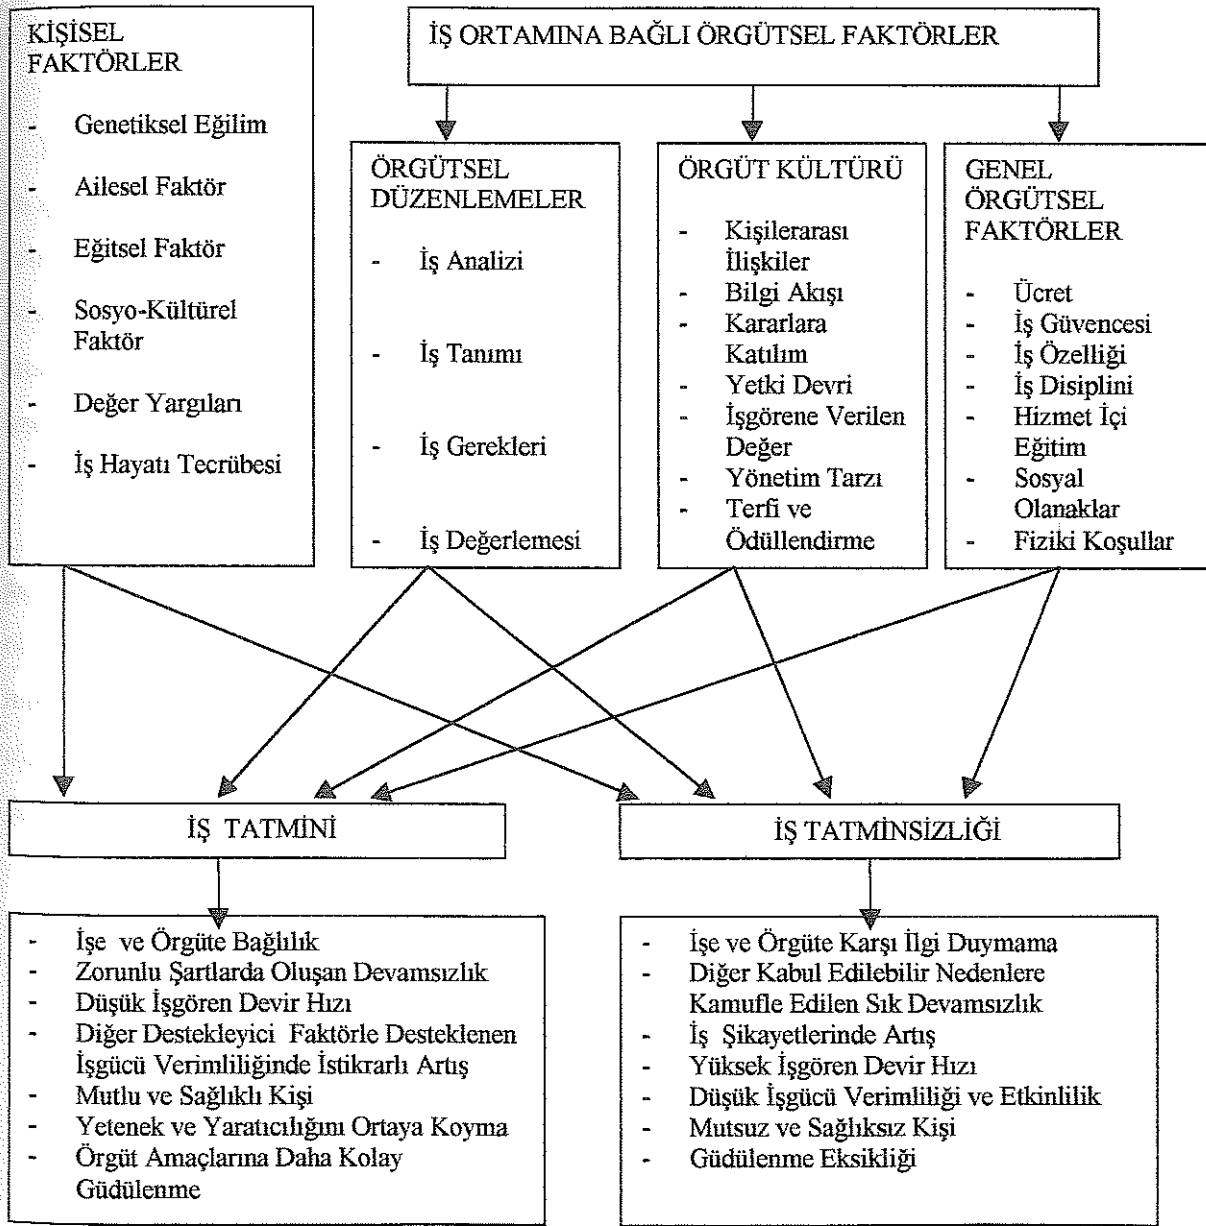 KİŞİSEL
FAKTÖRLER
- Genetiksel Eğilim
- Ailesel Faktör
- Eğitsel Faktör
- Sosyo-Kültürel
Faktör
- Değer Yargıları
- İş Hayatı Tecrübesi
İŞ ORTAMINA BAĞLI ÖRGÜTSEL FAKTÖRLER
ÖRGÜTSEL
DÜZENLEMELER
- İş Analizi
- İş Tanımı
- İş Gerekleri
- İş Değerlemesi
ÖRGÜT KÜLTÜRÜ
- Kişilerarası
İlişkiler
- Bilgi Akışı
- Kararlara
Katılım
- Yetki Devri
- İşgörene Verilen
Değer
- Yönetim Tarzı
- Terfi ve
Ödüllendirme
GENEL
ÖRGÜTSEL
FAKTÖRLER
- Ücret
- İş Güvencesi
- İş Özelliği
- İş Disiplini
- Hizmet İçi
Eğitim
- Sosyal
Olanaklar
- Fiziki Koşullar
İŞ TATMİNİ
- İşe ve Örgüte Bağlılık
- Zorunlu Şartlarda Oluşan Devamsızlık
- Düşük İşgören Devir Hızı
- Diğer Destekleyici Faktörle Desteklenen
İşgücü Verimliliğinde İstikrarlı Artış
- Mutlu ve Sağlıklı Kişi
- Yetenek ve Yaratıcılığını Ortaya Koyma
- Örgüt Amaçlarına Daha Kolay
Güdülenme
İŞ TATMİNSİZLİĞİ
- İşe ve Örgüte Karşı İlgi Duymama
- Diğer Kabul Edilebilir Nedenlere
Kamufle Edilen Sık Devamsızlık
- İş Şikayetlerinde Artış
- Yüksek İşgören Devir Hızı
- Düşük İşgücü Verimliliği ve Etkinlilik
- Mutsuz ve Sağlıksız Kişi
- Güdülenme Eksikliği